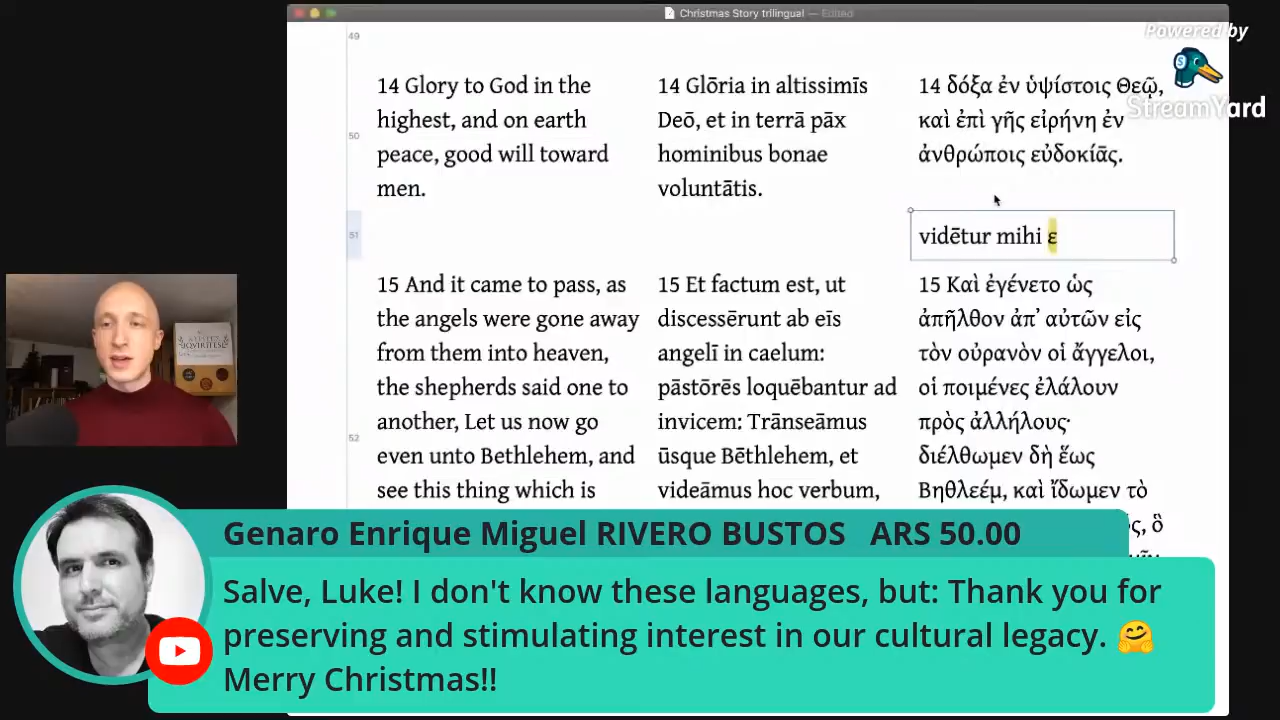 Christmas Story trilingual — Edited
Powered by
StreamYard
49
14 Glory to God in the
highest, and on earth
peace, good will toward
men.
50
14 Glōria in altissimīs
Deō, et in terrā pāx
hominibus bonae
voluntātis.
14 δόξα ἐν ὑψίστοις Θεῷ,
καὶ ἐπὶ γῆς εἰρήνη ἐν
ἀνθρώποις εὐδοκίᾱς.
51
vidētur mihi ε
15 And it came to pass, as
the angels were gone away
from them into heaven,
the shepherds said one to
another, Let us now go
even unto Bethlehem, and
see this thing which is
52
15 Et factum est, ut
discessērunt ab eīs
angelī in caelum:
pāstōrēs loquēbantur ad
invicem: Trānseāmus
ūsque Bēthlehem, et
videāmus hoc verbum,
15 Καὶ ἐγένετο ὡς
ἀπῆλθον ἀπ' αὐτῶν εἰς
τὸν οὐρανὸν οἱ ἄγγελοι,
οἱ ποιμένες ἐλάλουν
πρὸς ἀλλήλους·
διέλθωμεν δὴ ἕως
Βηθλεέμ, καὶ ἴδωμεν τὸ
ὃ
Genaro Enrique Miguel RIVERO BUSTOS ARS 50.00
Salve, Luke! I don't know these languages, but: Thank you for
preserving and stimulating interest in our cultural legacy. 🤗
Merry Christmas!!